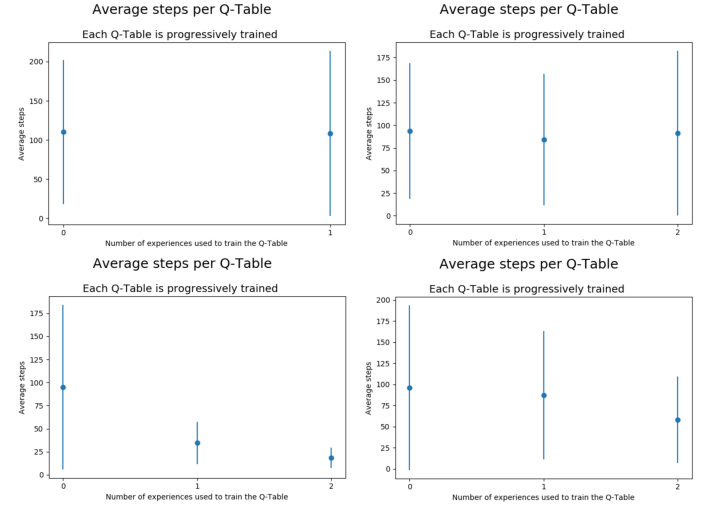 Average steps per Q-Table
Each Q-Table is progressively trained
200
150
100
50
0
Average steps
0
1
Number of experiences used to train the Q-Table
Average steps per Q-Table
Each Q-Table is progressively trained
175
150
125
100
75
50
25
0
Average steps
0
1
2
Number of experiences used to train the Q-Table
Average steps per Q-Table
Each Q-Table is progressively trained
175
150
125
100
75
50
25
0
Average steps
0
1
2
Number of experiences used to train the Q-Table
Average steps per Q-Table
Each Q-Table is progressively trained
200
175
150
125
100
75
50
25
0
Average steps
0
1
2
Number of experiences used to train the Q-Table